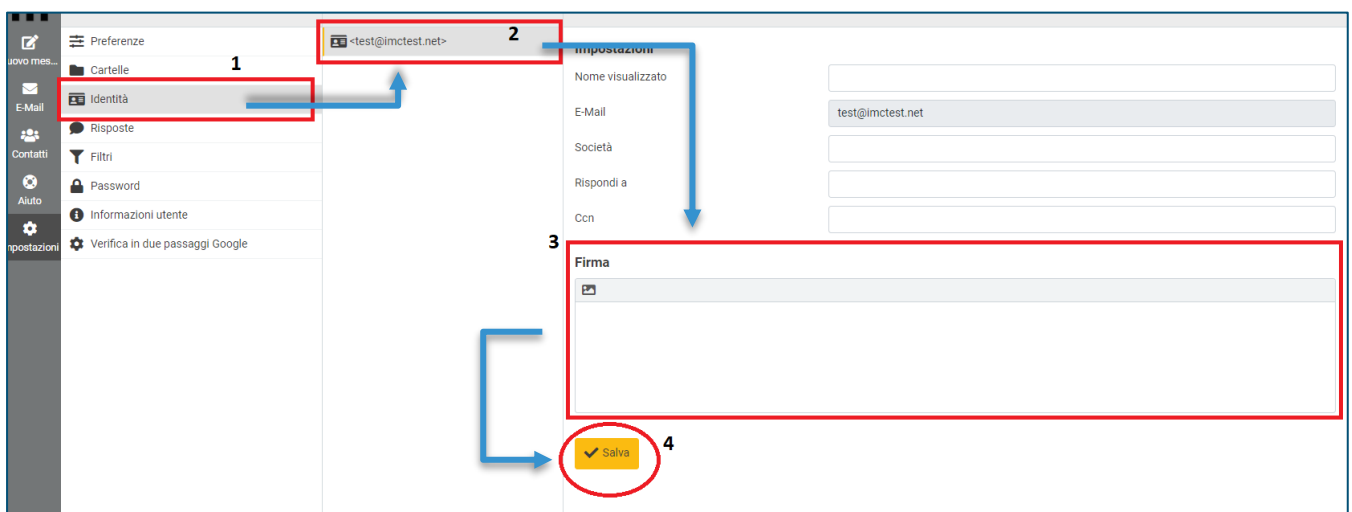 uovo mes...
E-Mail
Contatti
Aiuto
npostazioni
Preferenze
Cartelle
1
Identità
Risposte
Filtri
Password
Informazioni utente
Verifica in due passaggi Google
<test@imctest.net>
2
Impostazioni
Nome visualizzato
E-Mail test@imctest.net
Società
Rispondi a
Ccn
3
Firma
Salva
4